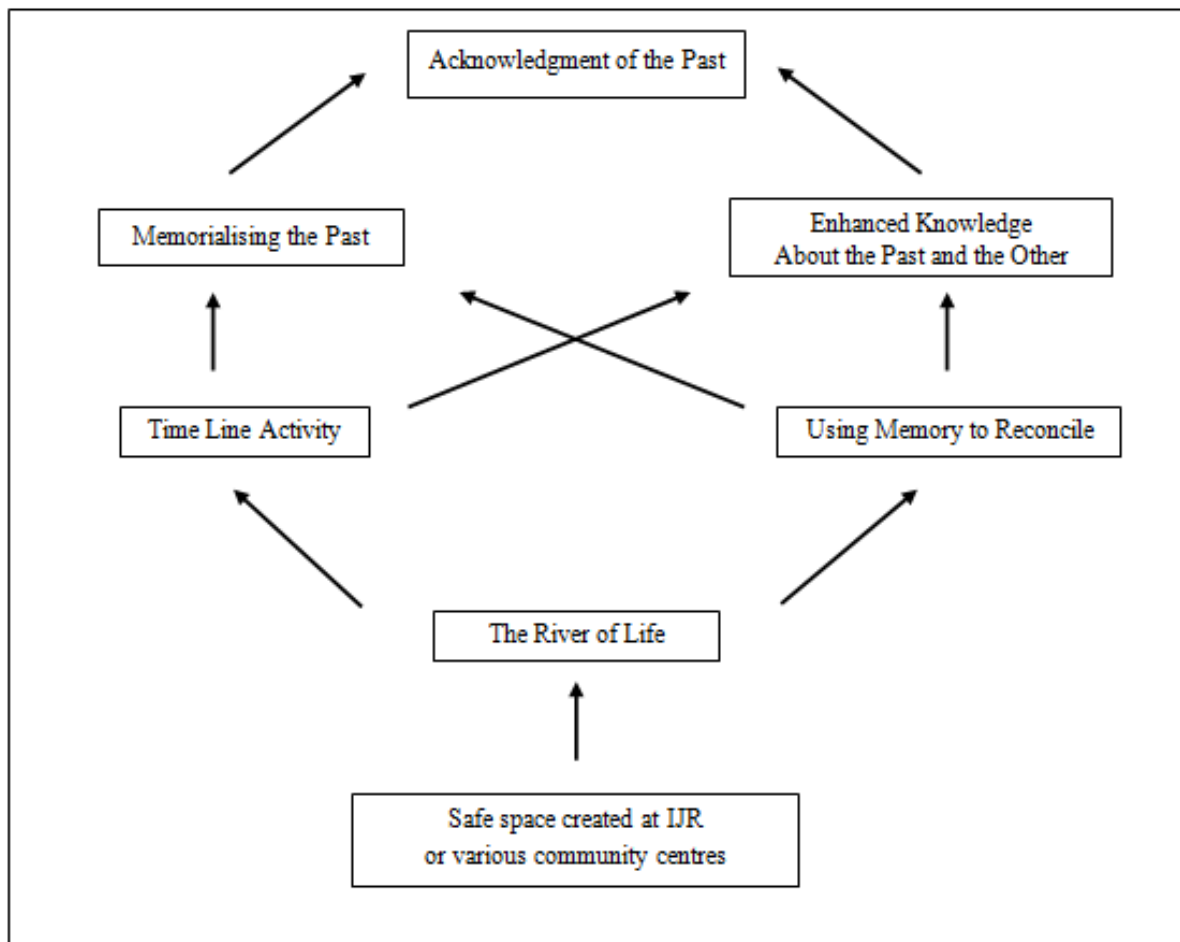 Acknowledgment of the Past
Memorialising the Past
Enhanced Knowledge
About the Past and the Other
Time Line Activity
Using Memory to Reconcile
The River of Life
Safe space created at IJR
or various community centres